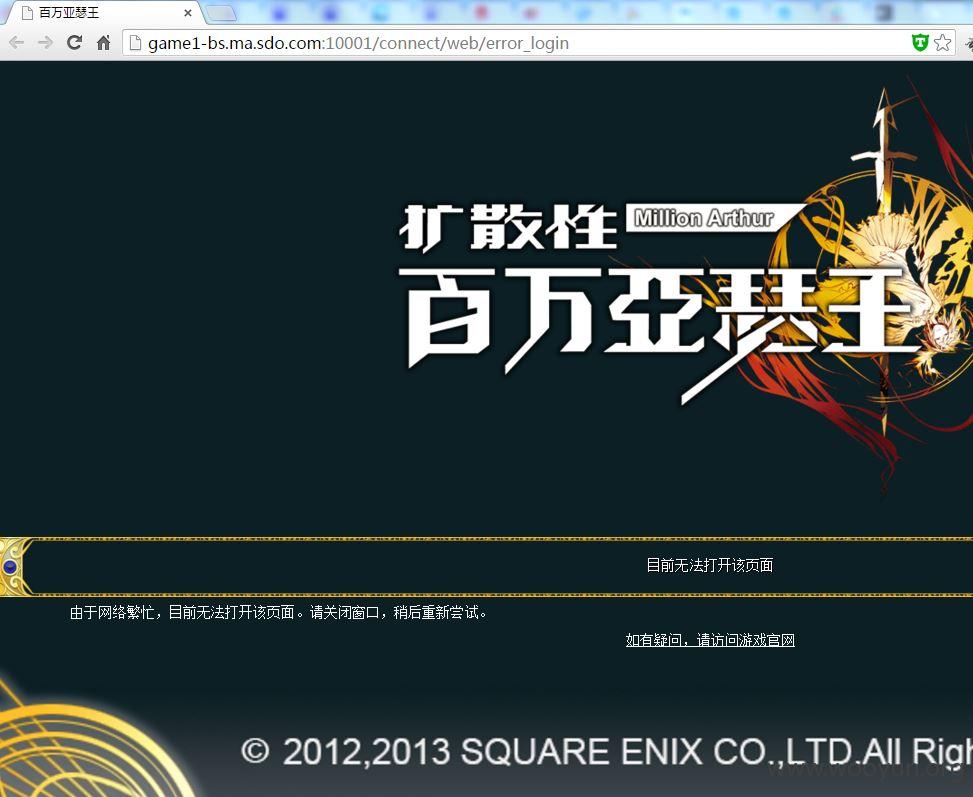 百万亚瑟王
game1-bs.ma.sdo.com:10001/connect/web/error_login
扩散性 Million Arthur
百万亞瑟王
目前无法打开该页面
由于网络繁忙，目前无法打开该页面。请关闭窗口，稍后重新尝试。
如有疑问，请访问游戏官网
© 2012,2013 SQUARE ENIX CO.,LTD.All Righ
www.wooyun.org